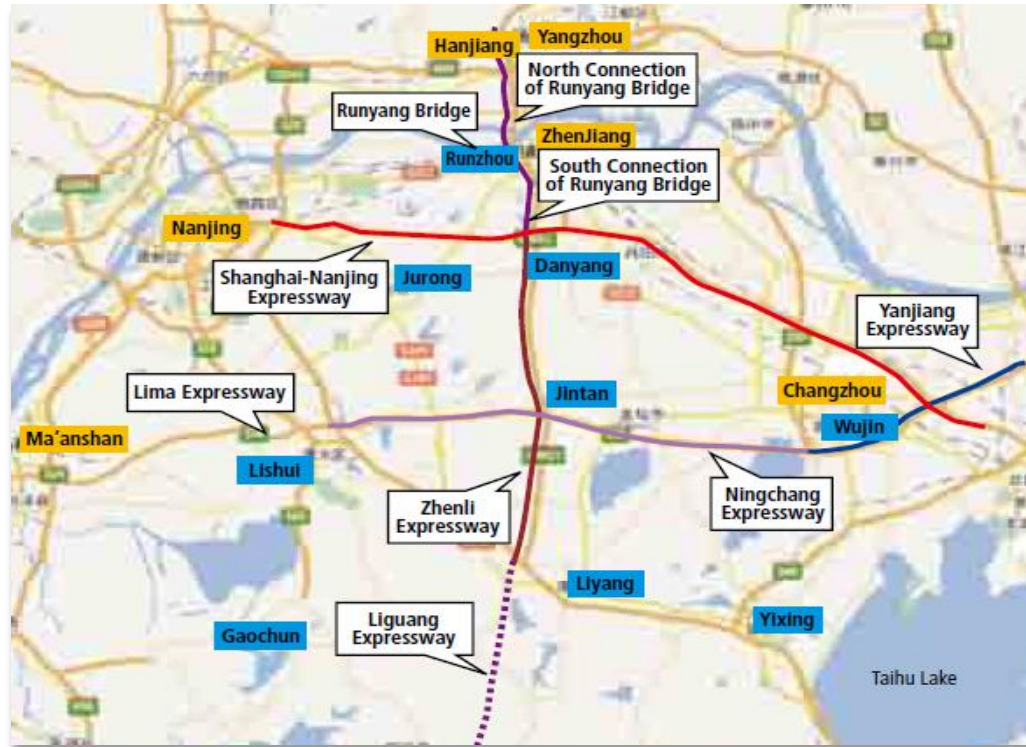 Hanjiang
Yangzhou
North Connection
of Runyang Bridge
Runyang Bridge
ZhenJiang
Runzhou
South Connection
of Runyang Bridge
Nanjing
Shanghai-Nanjing
Expressway
Jurong
Danyang
Yanjiang
Expressway
Lima Expressway
Jintan
Changzhou
Wujin
Ma'anshan
Lishui
Zhenli
Expressway
Ningchang
Expressway
Liyang
Liguang
Expressway
Gaochun
Yixing
Taihu Lake